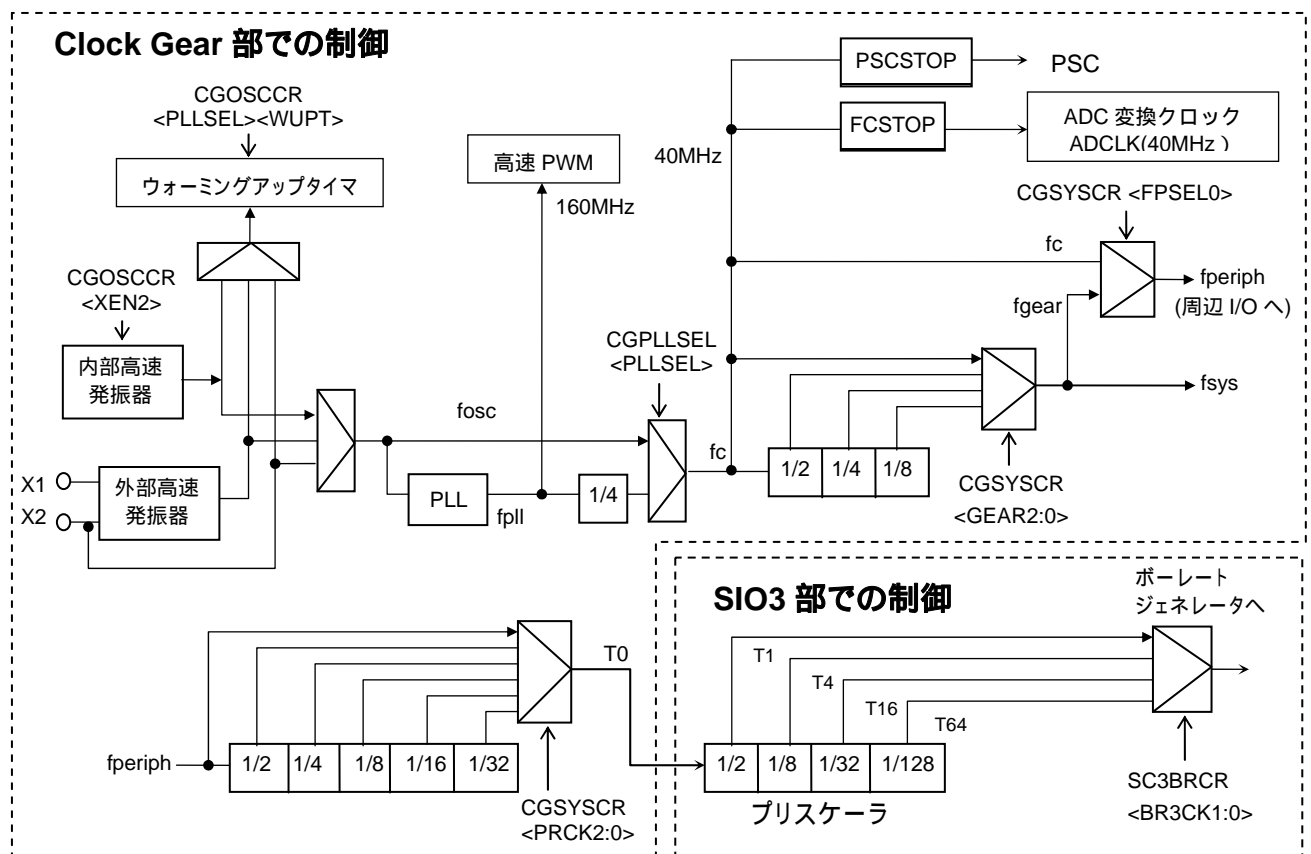 Clock Gear 部での制御
CGOSCCR
<PLLSEL><WUPT>
ウォーミングアップタイマ
CGOSCCR
<XEN2>
内部高速
発振器
X1
X2
外部高速
発振器
高速 PWM
160MHz
fosc
PLL
fpll
1/4
CGPLLSEL
<PLLSEL>
fc
40MHz
PSCSTOP
PSC
FCSTOP
ADC 変換クロック
ADCLK(40MHz )
CGSYSCR <FPSEL0>
fc
fgear
fperiph
(周辺 I/O へ)
fsys
1/2
1/4
1/8
CGSYSCR
<GEAR2:0>
fperiph
1/2
1/4
1/8
1/16
1/32
T0
CGSYSCR
<PRCK2:0>
SIO3 部での制御
ボーレート
ジェネレータへ
T1
T4
T16
T64
1/2
1/8
1/32
1/128
プリスケーラ
SC3BRCR
<BR3CK1:0>